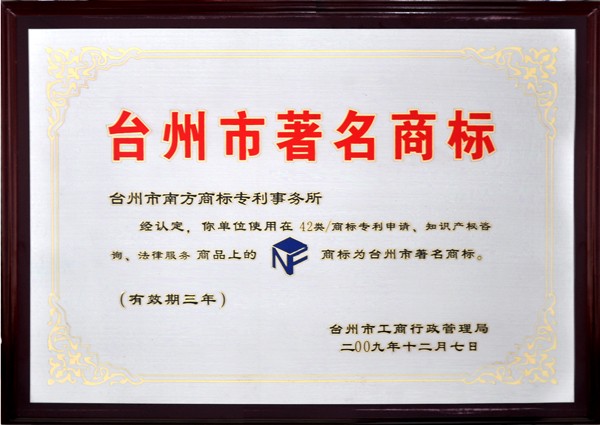 台州市著名商标
台州市南方商标专利事务所
经认定，你单位使用在 42类/商标专利申请、知识产权咨
询、法律服务 商品上的 NF 商标为台州市著名商标。
（有效期三年）
台州市工商行政管理局
二00九年十二月七日